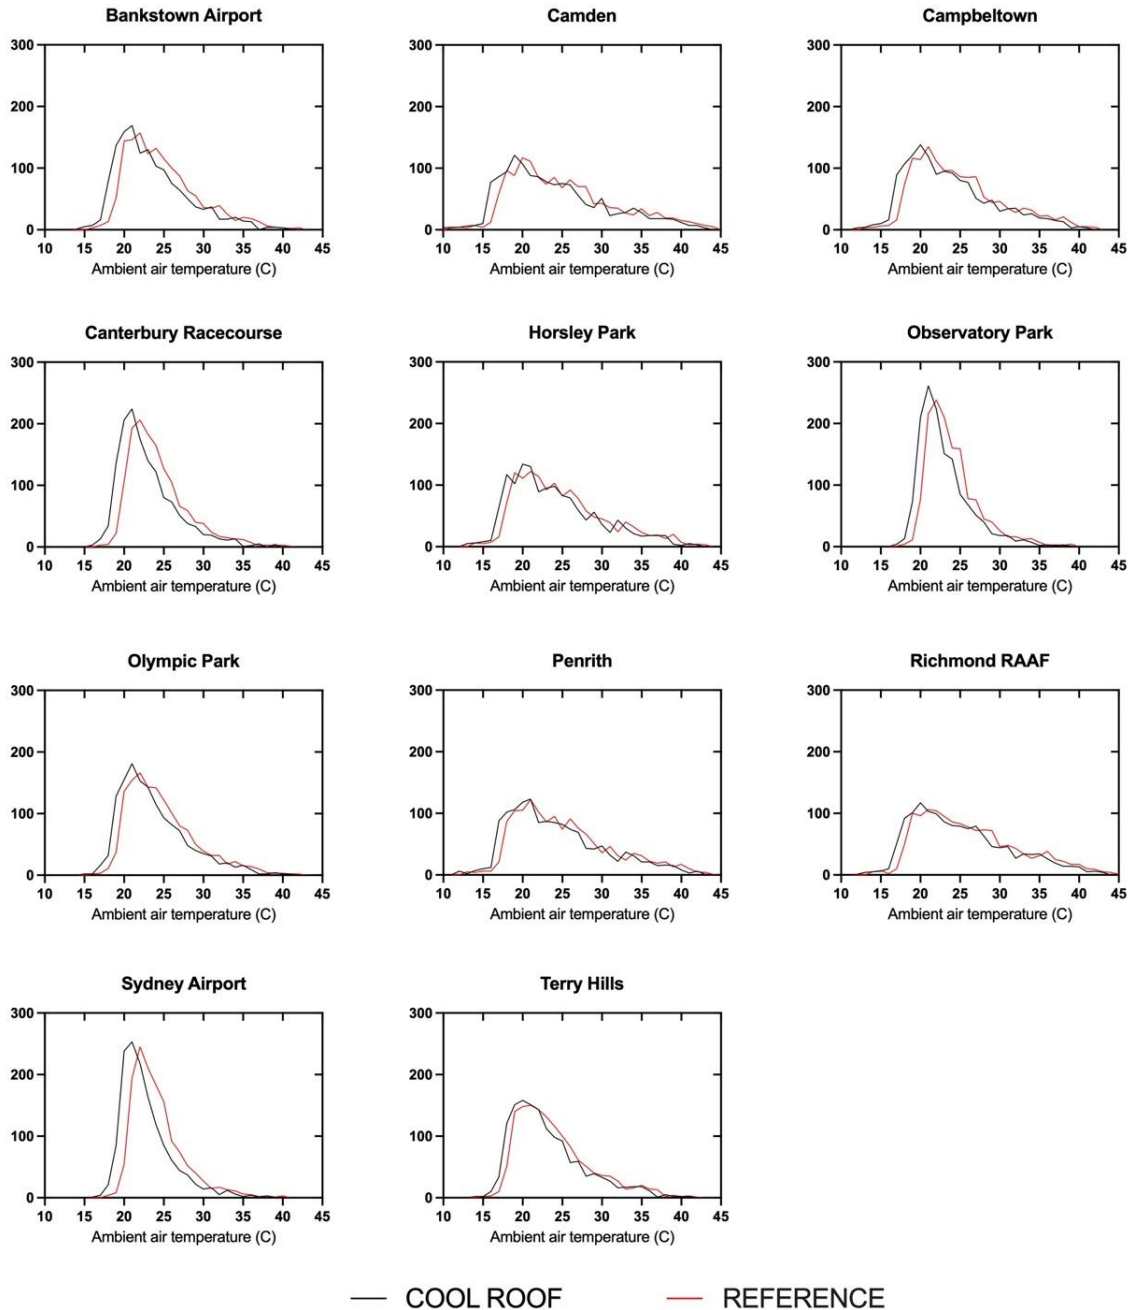 Bankstown Airport Camden Campbeltown
300 300 300
200 200 200
100 100 100
0 0 0
10 15 20 25 30 35 40 45 10 15 20 25 30 35 40 45 10 15 20 25 30 35 40 45
Ambient air temperature (C) Ambient air temperature (C) Ambient air temperature (C)
Canterbury Racecourse Horsley Park Observatory Park
300 300 300
200 200 200
100 100 100
0 0 0
10 15 20 25 30 35 40 45 10 15 20 25 30 35 40 45 10 15 20 25 30 35 40 45
Ambient air temperature (C) Ambient air temperature (C) Ambient air temperature (C)
Olympic Park Penrith Richmond RAAF
300 300 300
200 200 200
100 100 100
0 0 0
10 15 20 25 30 35 40 45 10 15 20 25 30 35 40 45 10 15 20 25 30 35 40 45
Ambient air temperature (C) Ambient air temperature (C) Ambient air temperature (C)
Sydney Airport Terry Hills
300 300
200 200
100 100
0 0
10 15 20 25 30 35 40 45 10 15 20 25 30 35 40 45
Ambient air temperature (C) Ambient air temperature (C)
COOL ROOF REFERENCE